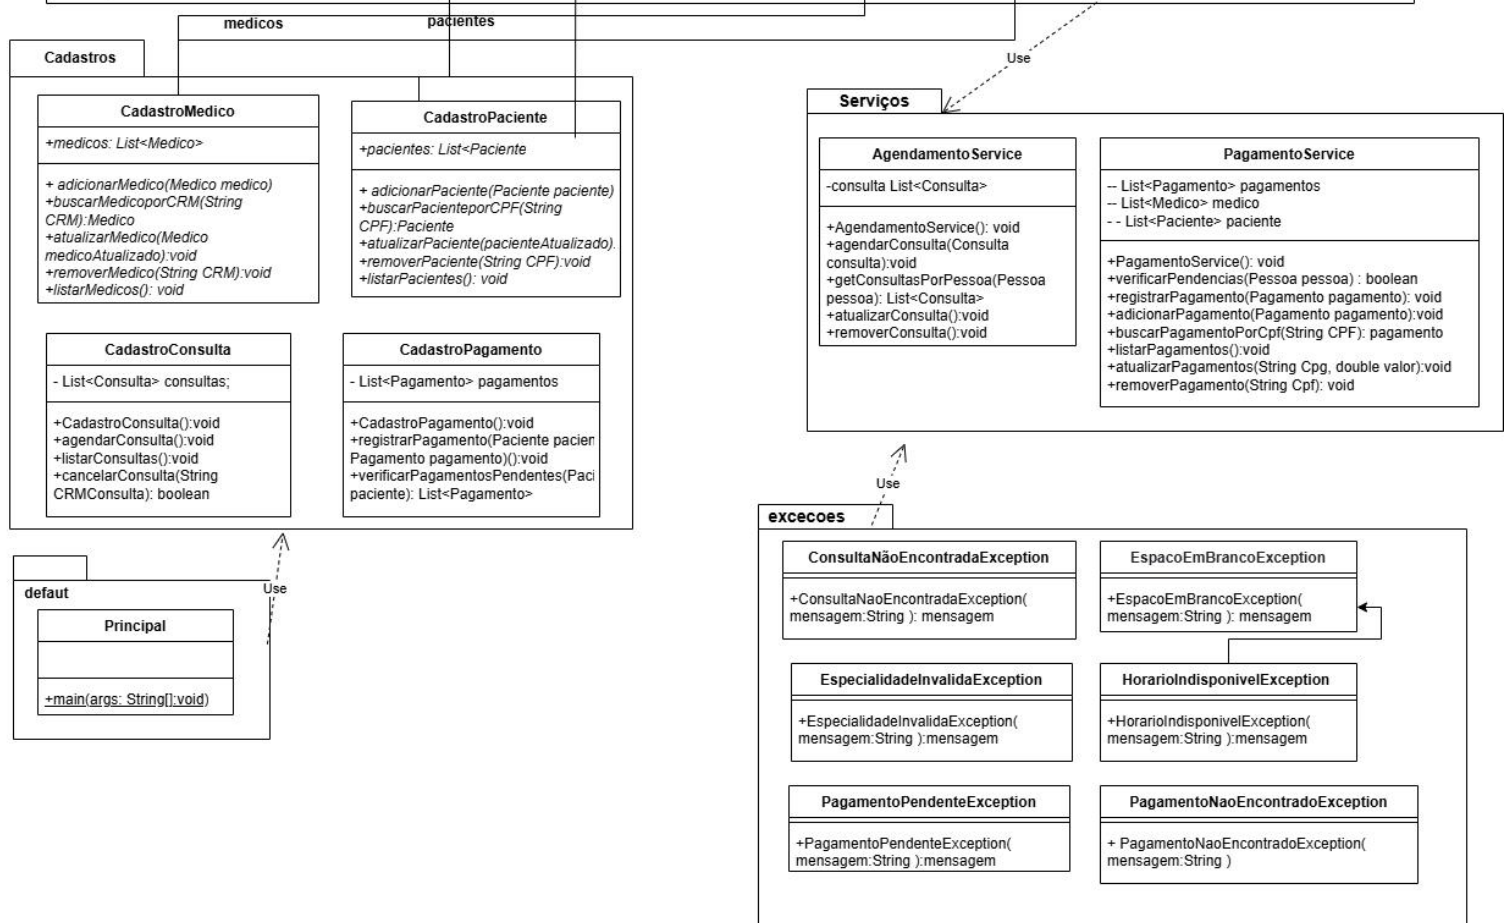 medicos
pacientes
Cadastros
CadastroMedico
+medicos: List<Medico>
+ adicionarMedico(Medico medico)
+buscarMedicoporCRM(String
CRM):Medico
+atualizarMedico(Medico
medicoAtualizado):void
+removerMedico(String CRM):void
+listarMedicos(): void
CadastroPaciente
+pacientes: List<Paciente
+ adicionarPaciente(Paciente paciente)
+buscarPacienteporCPF(String
CPF):Paciente
+atualizarPaciente(pacienteAtualizado).
+removerPaciente(String CPF):void
+listarPacientes(): void
CadastroConsulta
- List<Consulta> consultas;
+CadastroConsulta():void
+agendarConsulta():void
+listarConsultas():void
+cancelarConsulta(String
CRMConsulta): boolean
CadastroPagamento
- List<Pagamento> pagamentos
+CadastroPagamento():void
+registrarPagamento(Paciente pacien
Pagamento pagamento)():void
+verificarPagamentosPendentes(Paci
paciente): List<Pagamento>
Use
defaut
Principal
+main(args: String[]:void)
Use
Serviços
AgendamentoService
-consulta List<Consulta>
+AgendamentoService(): void
+agendarConsulta(Consulta
consulta):void
+getConsultasPorPessoa(Pessoa
pessoa): List<Consulta>
+atualizarConsulta():void
+removerConsulta():void
PagamentoService
-- List<Pagamento> pagamentos
-- List<Medico> medico
- - List<Paciente> paciente
+PagamentoService(): void
+verificarPendencias(Pessoa pessoa) : boolean
+registrarPagamento(Pagamento pagamento): void
+adicionarPagamento(Pagamento pagamento):void
+buscarPagamentoPorCpf(String CPF): pagamento
+listarPagamentos():void
+atualizarPagamentos(String Cpg, double valor):void
+removerPagamento(String Cpf): void
Use
excecoes
ConsultaNãoEncontradaException
+ConsultaNaoEncontradaException(
mensagem:String ): mensagem
EspacoEmBrancoException
+EspacoEmBrancoException(
mensagem:String ): mensagem
EspecialidadeInvalidaException
+EspecialidadeInvalidaException(
mensagem:String ):mensagem
HorarioIndisponivelException
+HorarioIndisponivelException(
mensagem:String ):mensagem
PagamentoPendenteException
+PagamentoPendenteException(
mensagem:String ):mensagem
PagamentoNaoEncontradoException
+ PagamentoNaoEncontradoException(
mensagem:String )